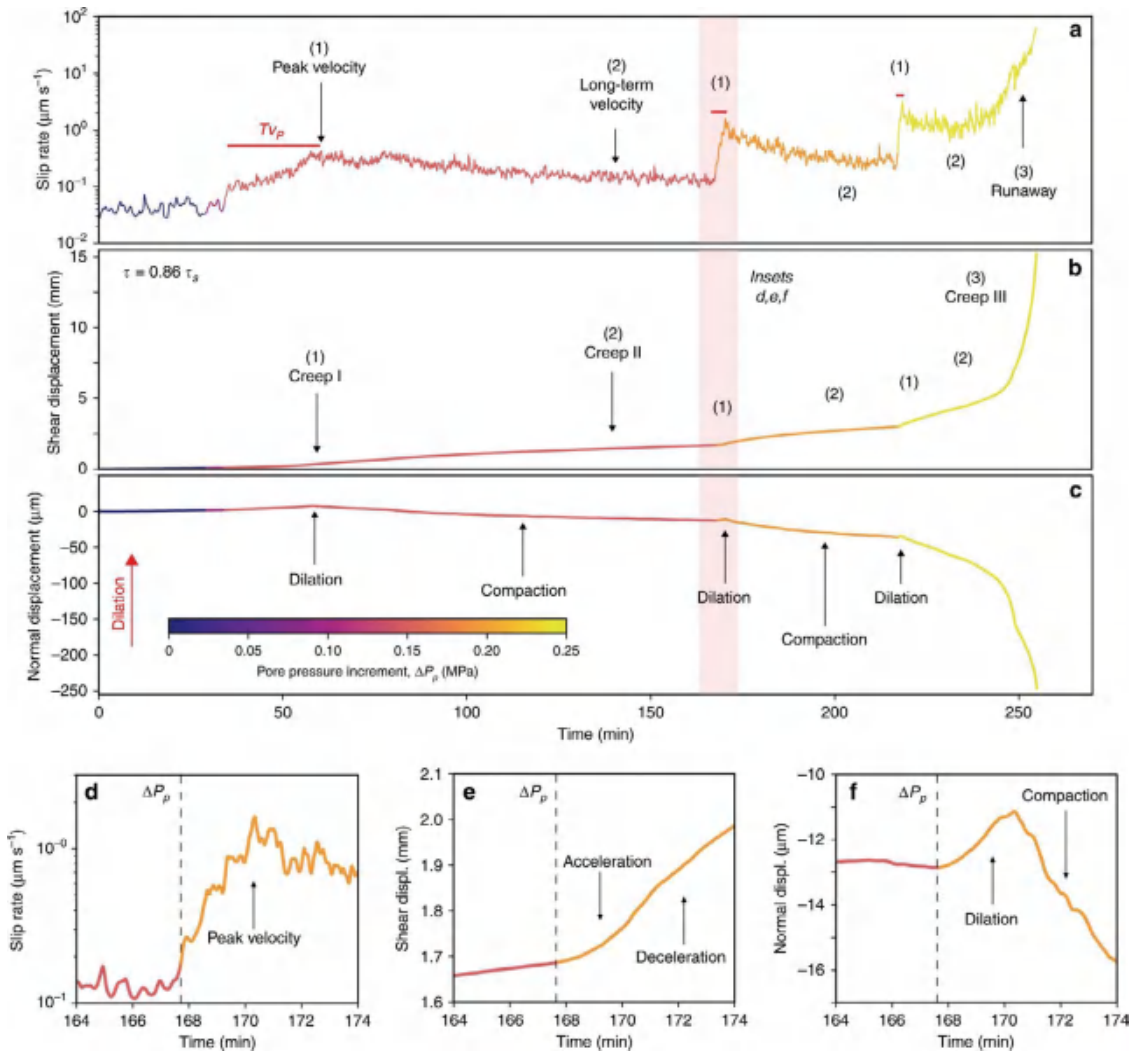 a
Slip rate (µm s⁻¹)
10²
10¹
10⁰
10⁻¹
10⁻²
(1)
Peak velocity
(2)
Long-term
velocity
(1)
(1)
TvP
(2)
(2)
(3)
Runaway
b
Shear displacement (mm)
15
10
5
0
τ = 0.86 τs
(1)
Creep I
(2)
Creep II
Insets
d,e,f
(3)
Creep III
(1)
(2)
(1)
(2)
c
Normal displacement (µm)
0
−50
−100
−150
−200
−250
Dilation
Dilation
Compaction
Dilation
Compaction
Dilation
0 0.05 0.10 0.15 0.20 0.25
Pore pressure increment, ΔPp (MPa)
0 50 100 150 200 250
Time (min)
d
ΔPp
Slip rate (µm s⁻¹)
10⁻⁰
10⁻¹
Peak velocity
164 166 168 170 172 174
Time (min)
e
ΔPp
Shear displ. (mm)
2.1
2.0
1.9
1.8
1.7
1.6
Acceleration
Deceleration
164 166 168 170 172 174
Time (min)
f
ΔPp
Normal displ. (µm)
−10
−12
−14
−16
Compaction
Dilation
164 166 168 170 172 174
Time (min)